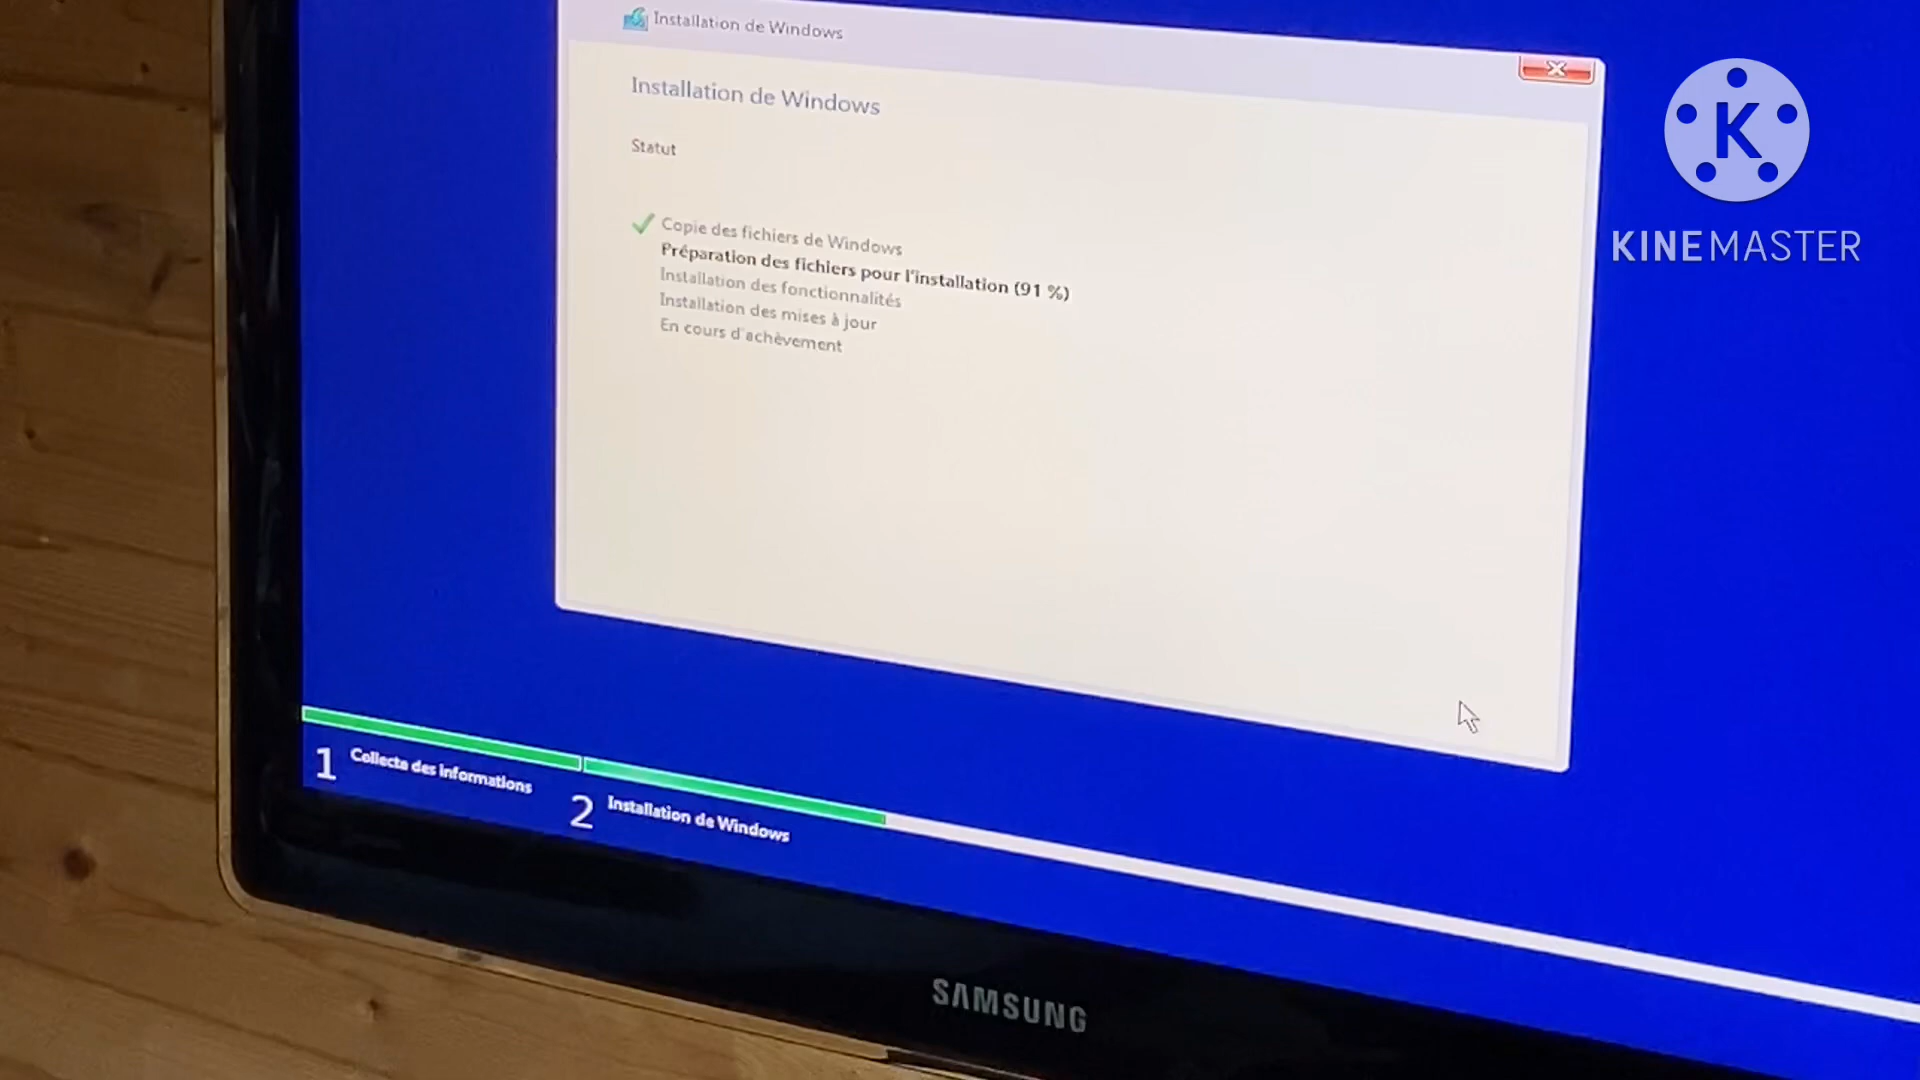 Installation de Windows
Installation de Windows
Statut
Copie des fichiers de Windows
Préparation des fichiers pour l'installation (91 %)
Installation des fonctionnalités
Installation des mises à jour
En cours d'achèvement
1 Collecte des informations
2 Installation de Windows
SAMSUNG
K
KINEMASTER